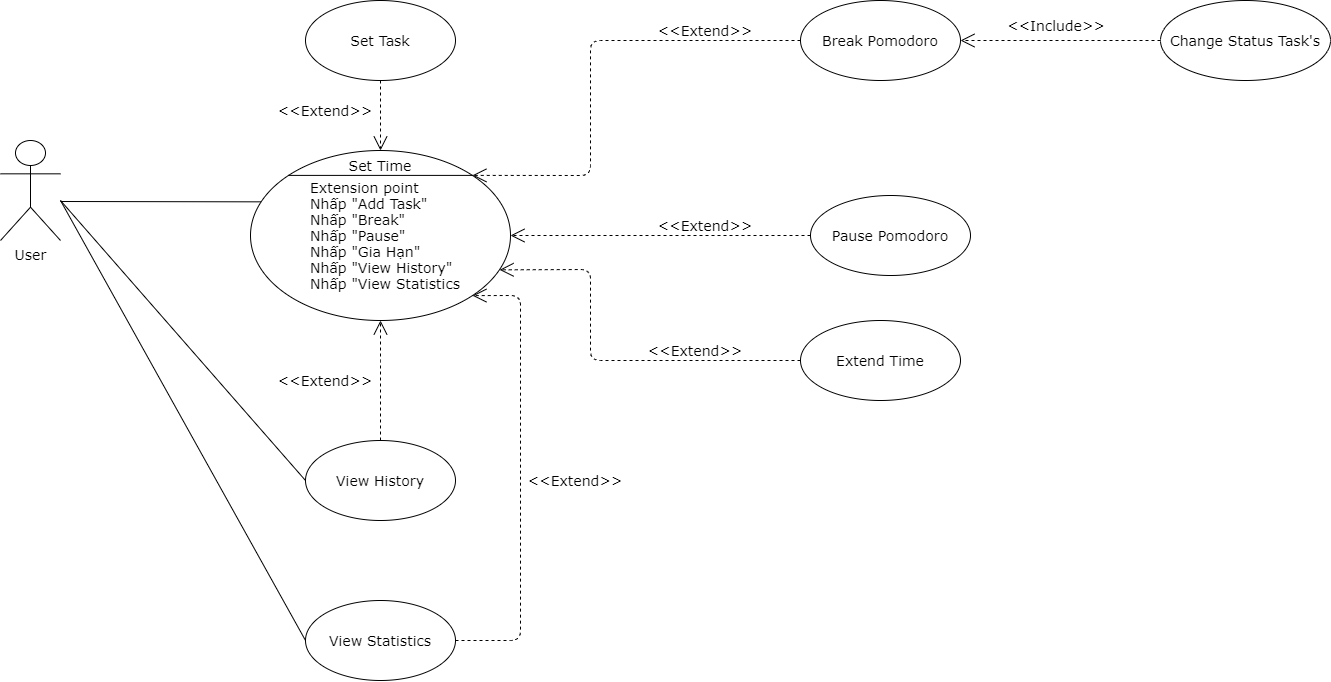 Set Task
<<Extend>>
Break Pomodoro
<<Include>>
Change Status Task's
<<Extend>>
User
Set Time
Extension point
Nhấp "Add Task"
Nhấp "Break"
Nhấp "Pause"
Nhấp "Gia Hạn"
Nhấp "View History"
Nhấp "View Statistics
<<Extend>>
Pause Pomodoro
<<Extend>>
Extend Time
<<Extend>>
View History
<<Extend>>
View Statistics